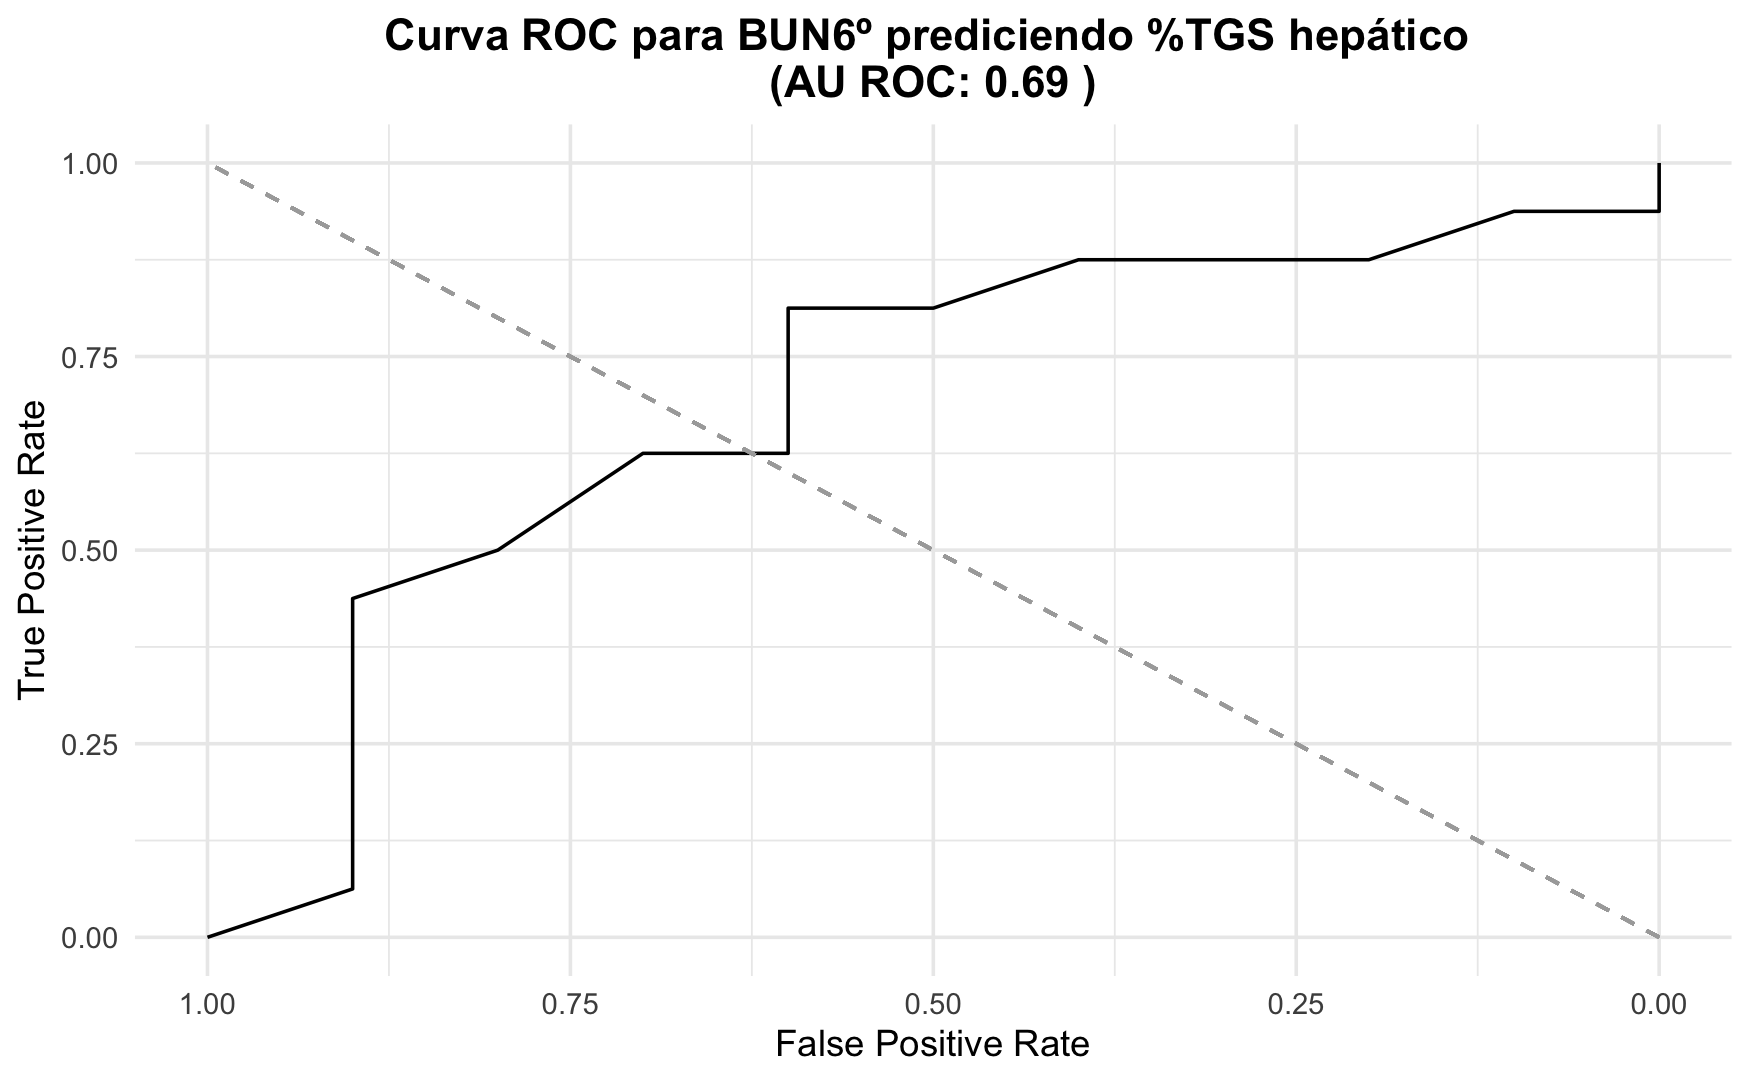 Curva ROC para BUN6º prediciendo %TGS hepático
(AU ROC: 0.69 )
True Positive Rate
1.00
0.75
0.50
0.25
0.00
1.00 0.75 0.50 0.25 0.00
False Positive Rate